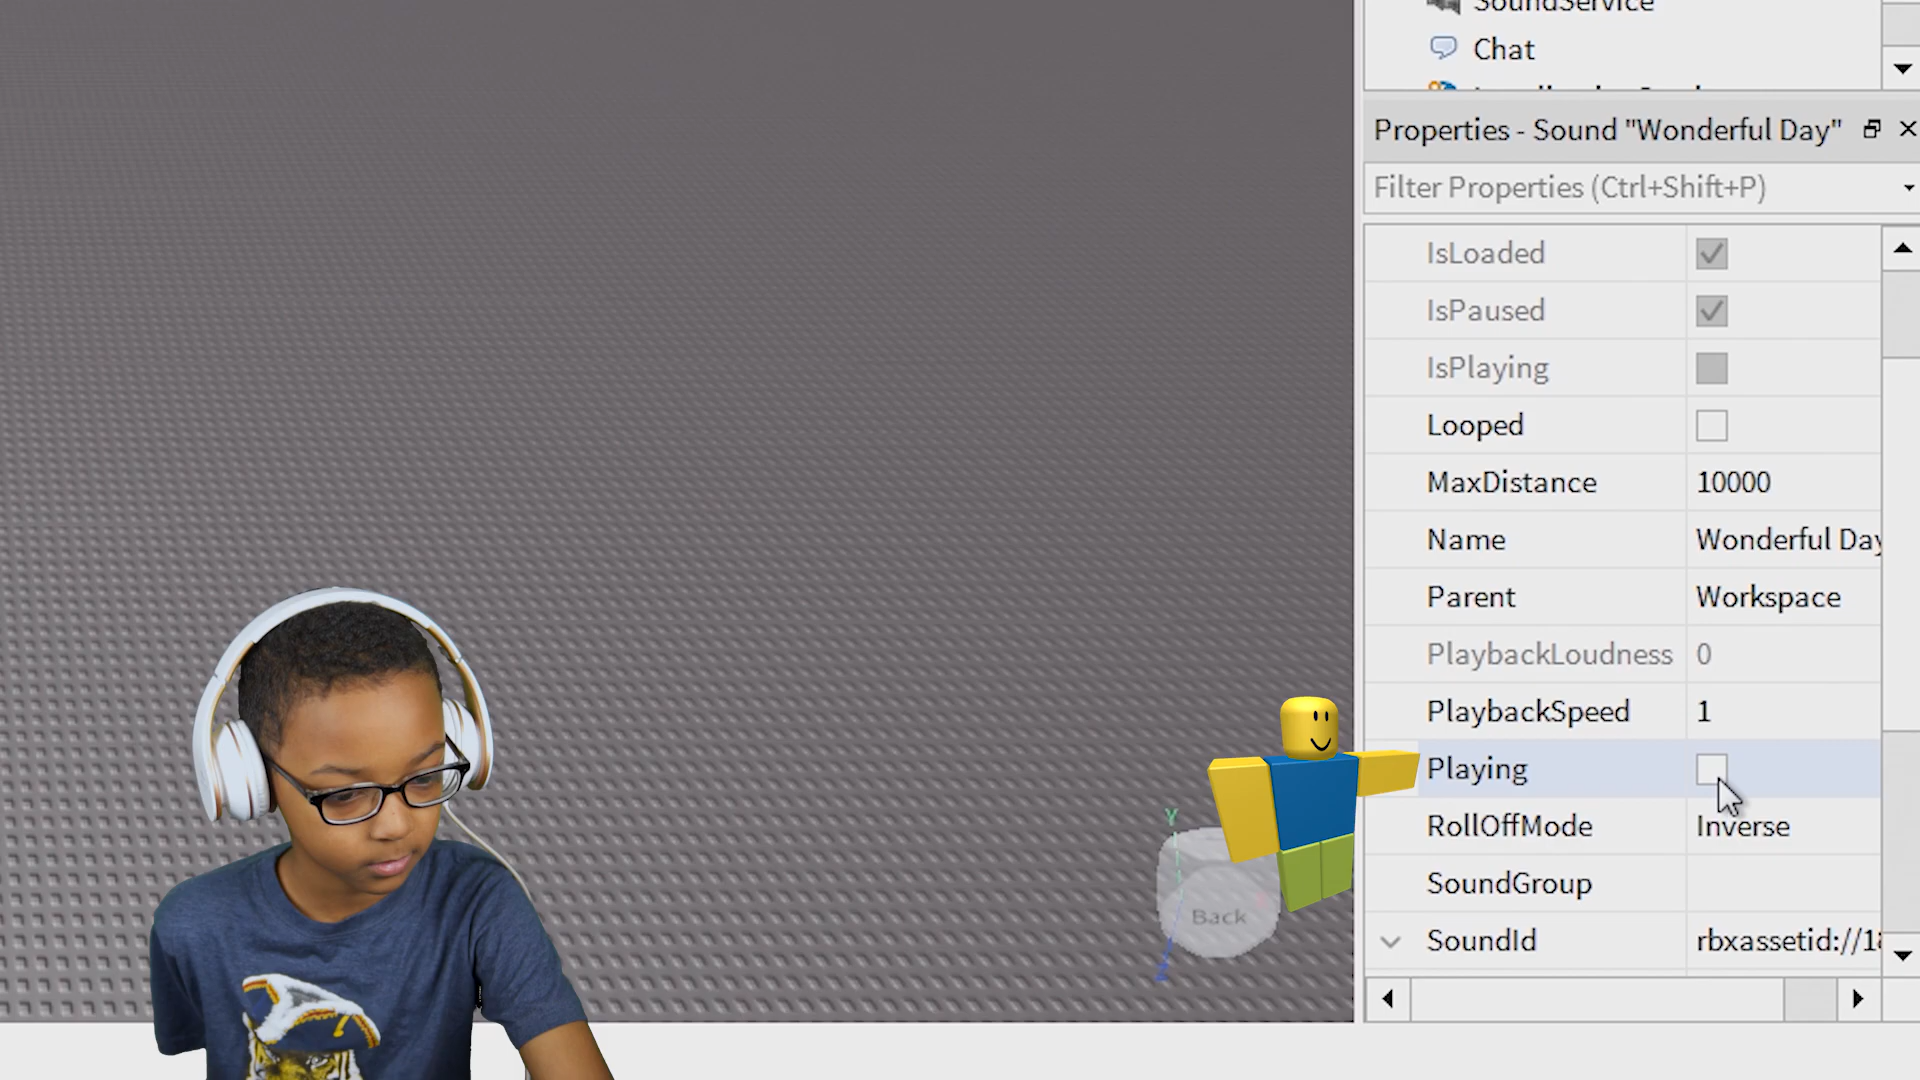 SoundService
Chat
Properties - Sound "Wonderful Day"
Filter Properties (Ctrl+Shift+P)
IsLoaded
IsPaused
IsPlaying
Looped
MaxDistance 10000
Name Wonderful Day
Parent Workspace
PlaybackLoudness 0
PlaybackSpeed 1
Playing
RollOffMode Inverse
SoundGroup
SoundId rbxassetid://18
Y
Back
Z